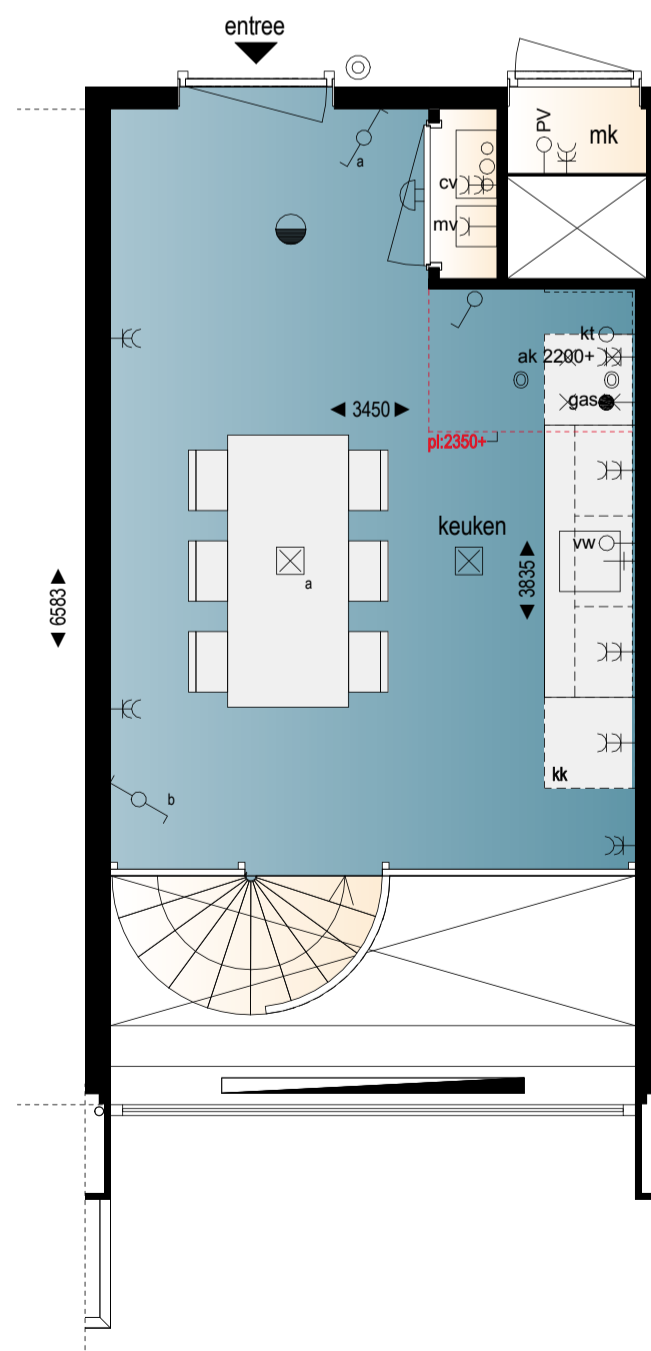 entree
PV
mk
a
cv
mv
kt
ak 2200+
gas
3450
pl:2350+
keuken
vw
a
3835
6583
kk
b